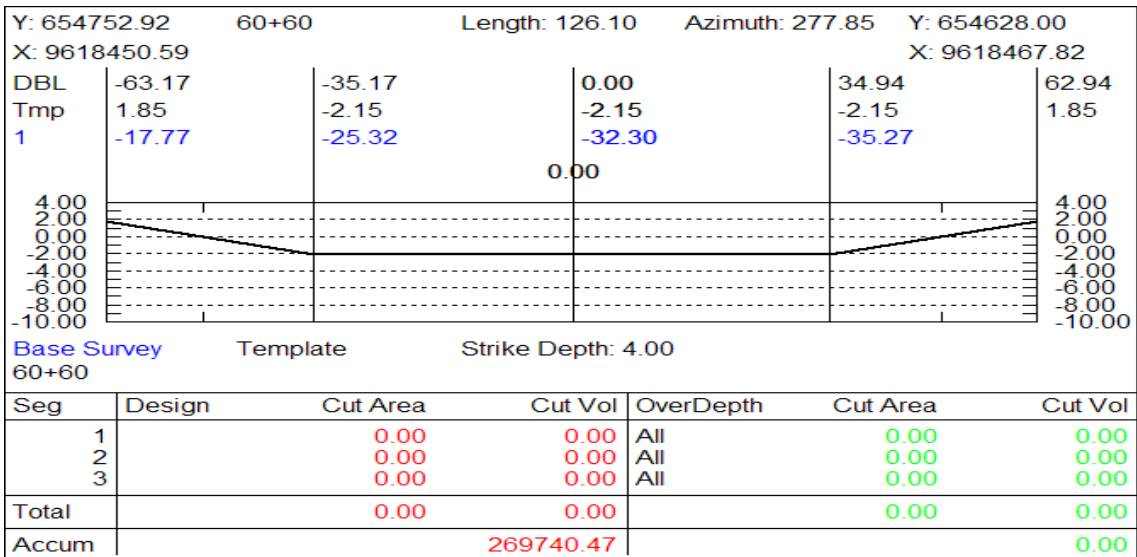 Y: 654752.92 60+60 Length: 126.10 Azimuth: 277.85 Y: 654628.00
X: 9618450.59 X: 9618467.82
DBL -63.17 -35.17 0.00 34.94 62.94
Tmp 1.85 -2.15 -2.15 -2.15 1.85
1 -17.77 -25.32 -32.30 -35.27
0.00
4.00 4.00
2.00 2.00
0.00 0.00
-2.00 -2.00
-4.00 -4.00
-6.00 -6.00
-8.00 -8.00
-10.00 -10.00
Base Survey Template Strike Depth: 4.00
60+60
Seg Design Cut Area Cut Vol OverDepth Cut Area Cut Vol
1 0.00 0.00 All 0.00 0.00
2 0.00 0.00 All 0.00 0.00
3 0.00 0.00 All 0.00 0.00
Total 0.00 0.00 0.00 0.00
Accum 269740.47 0.00